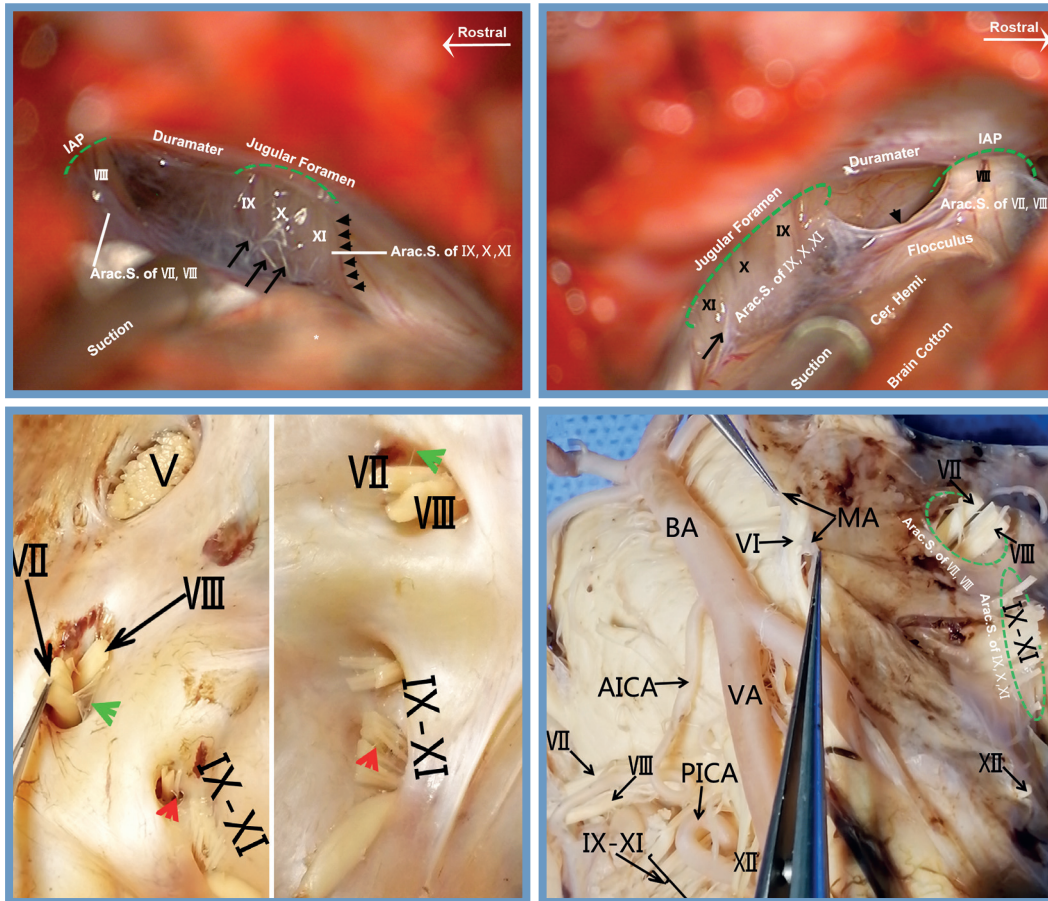 Rostral
IAP
Duramater
Jugular Foramen
VIII
IX
X
XI
Arac.S. of IX, X ,XI
Arac.S. of VII, VIII
Suction
*
Rostral
IAP
Duramater
VIII
Arac.S. of VII, VIII
Jugular Foramen
IX
X
XI
Arac.S. of IX, X, XI
Flocculus
Cer. Hemi.
Suction
Brain Cotton
V
VII
VIII
IX-XI
VII
VIII
IX-XI
BA
MA
VI
VII
VIII
Arac.S. of VII, VIII
Arac.S. of IX, X ,XI
IX-XI
AICA
VA
VII
VIII
PICA
XII
IX-XI
XII